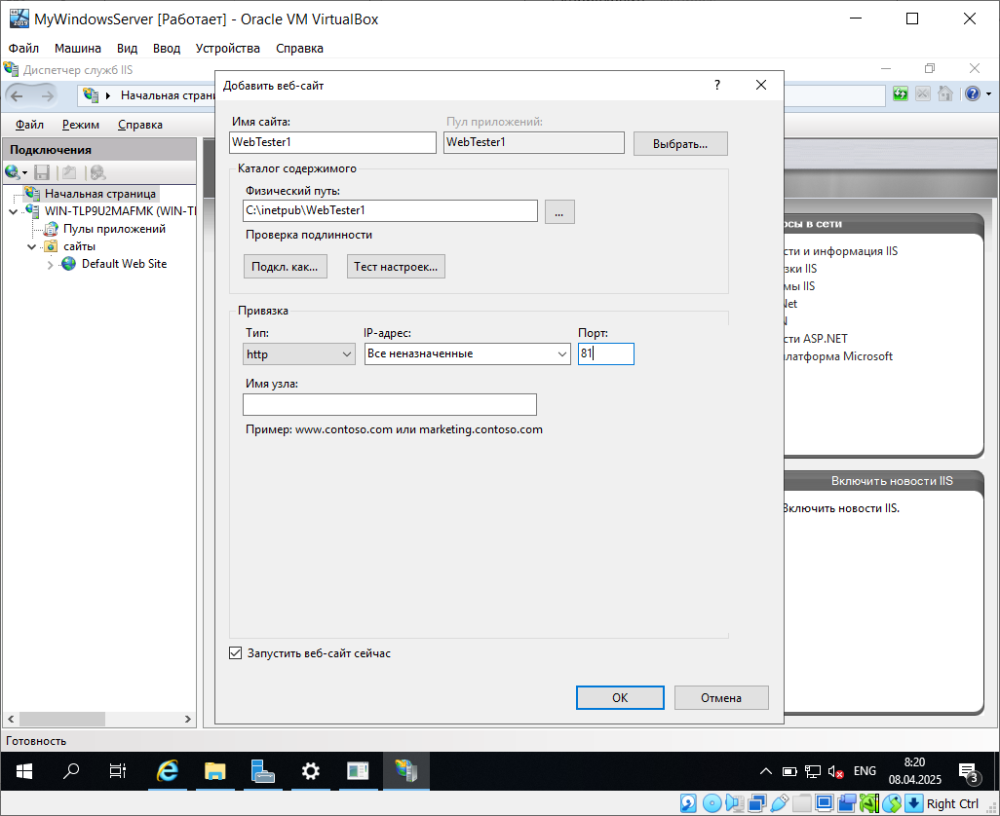 MyWindowsServer [Работает] - Oracle VM VirtualBox
Файл Машина Вид Ввод Устройства Справка
Диспетчер служб IIS
Начальная страни
Файл Режим Справка
Подключения
Начальная страница
WIN-TLP9U2MAFMK (WIN-TL
Пулы приложений
сайты
Default Web Site
Добавить веб-сайт
Имя сайта: Пул приложений:
WebTester1 WebTester1 Выбрать...
Каталог содержимого
Физический путь:
C:\inetpub\WebTester1 ...
Проверка подлинности
Подкл. как... Тест настроек...
Привязка
Тип: IP-адрес: Порт:
http Все неназначенные 81
Имя узла:
Пример: www.contoso.com или marketing.contoso.com
Запустить веб-сайт сейчас
OK Отмена
рсы в сети
сти и информация IIS
зки IIS
мы IIS
Net
сти ASP.NET
латформа Microsoft
Включить новости IIS
Включить новости IIS.
Готовность
ENG 8:20
08.04.2025
3
Right Ctrl